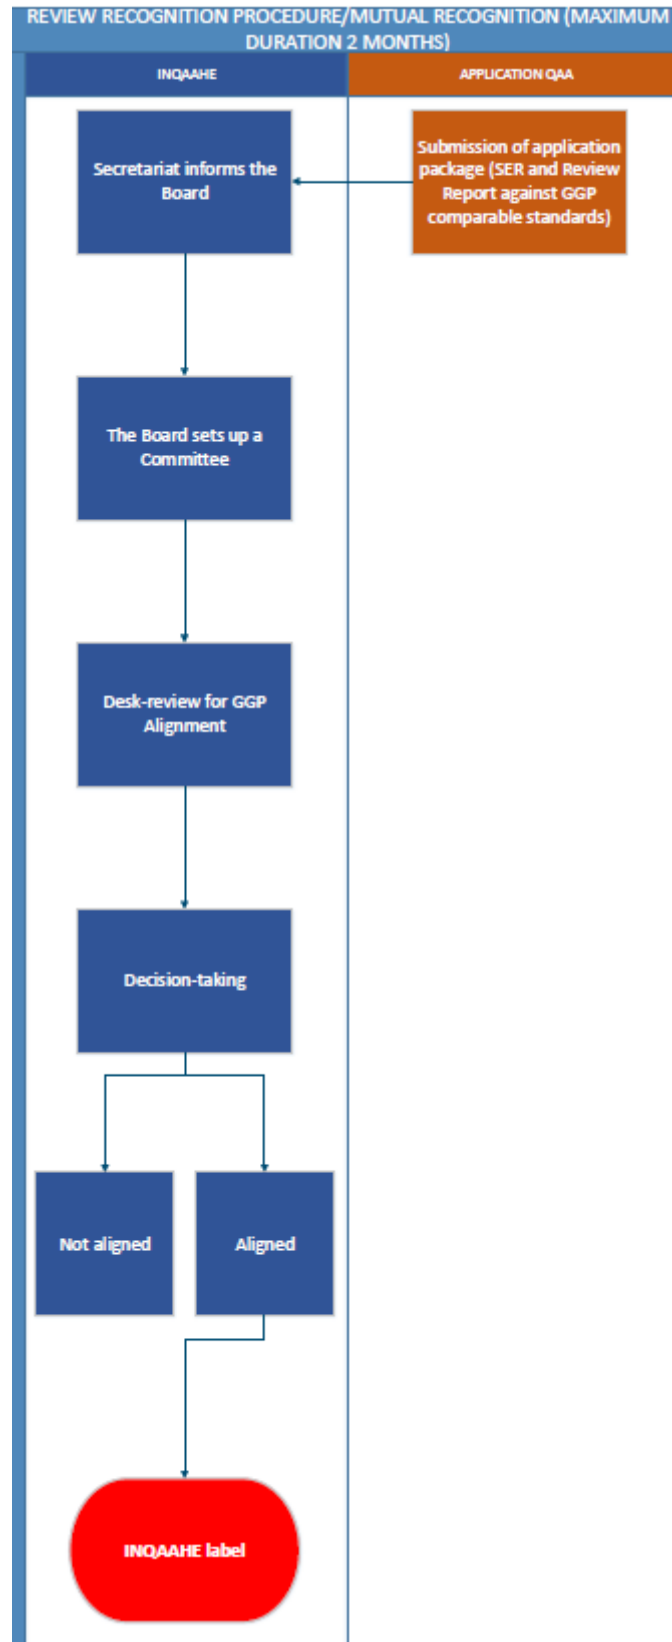 REVIEW RECOGNITION PROCEDURE/MUTUAL RECOGNITION (MAXIMUM
DURATION 2 MONTHS)
INQAAHE
APPLICATION QAA
Secretariat informs the
Board
Submission of application
package (SER and Review
Report against GGP
comparable standards)
The Board sets up a
Committee
Desk-review for GGP
Alignment
Decision-taking
Not aligned
Aligned
INQAAHE label